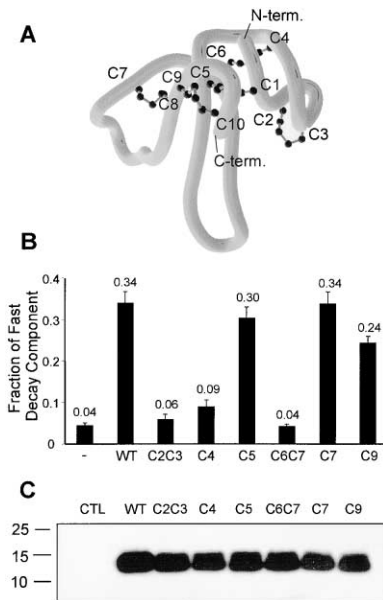 A
N-term.
C4
C6
C7 C9 C5
C1
C8
C2
C10 C3
C-term.
B
Fraction of Fast
Decay Component
0.4
0.3
0.2
0.1
0
0.04 0.34 0.06 0.09 0.30 0.04 0.34 0.24
- WT C2C3 C4 C5 C6C7 C7 C9
C
CTL WT C2C3 C4 C5 C6C7 C7 C9
25
15
10